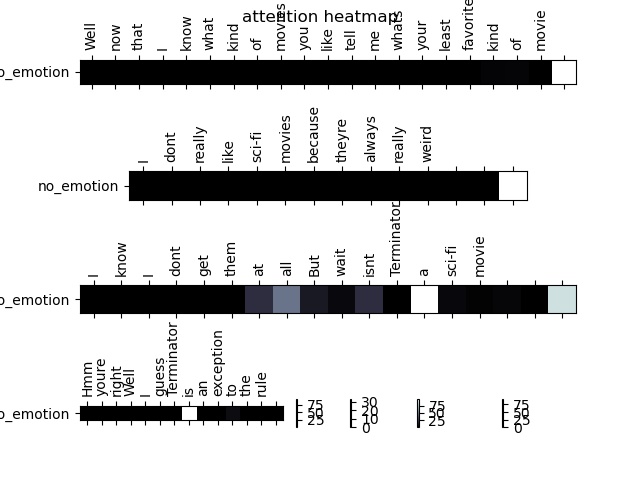 attention heatmap
Well now that I know what kind of movies you like tell me whats your least favorite kind of movie
no_emotion
I dont really like sci-fi movies because theyre always really weird
no_emotion
I know I dont get them at all But wait isnt Terminator a sci-fi movie
o_emotion
Hmm youre right Well I guess Terminator is an exception to the rule
o_emotion
75 50 25
30 20 10 0
75 50 25
75 50 25 0